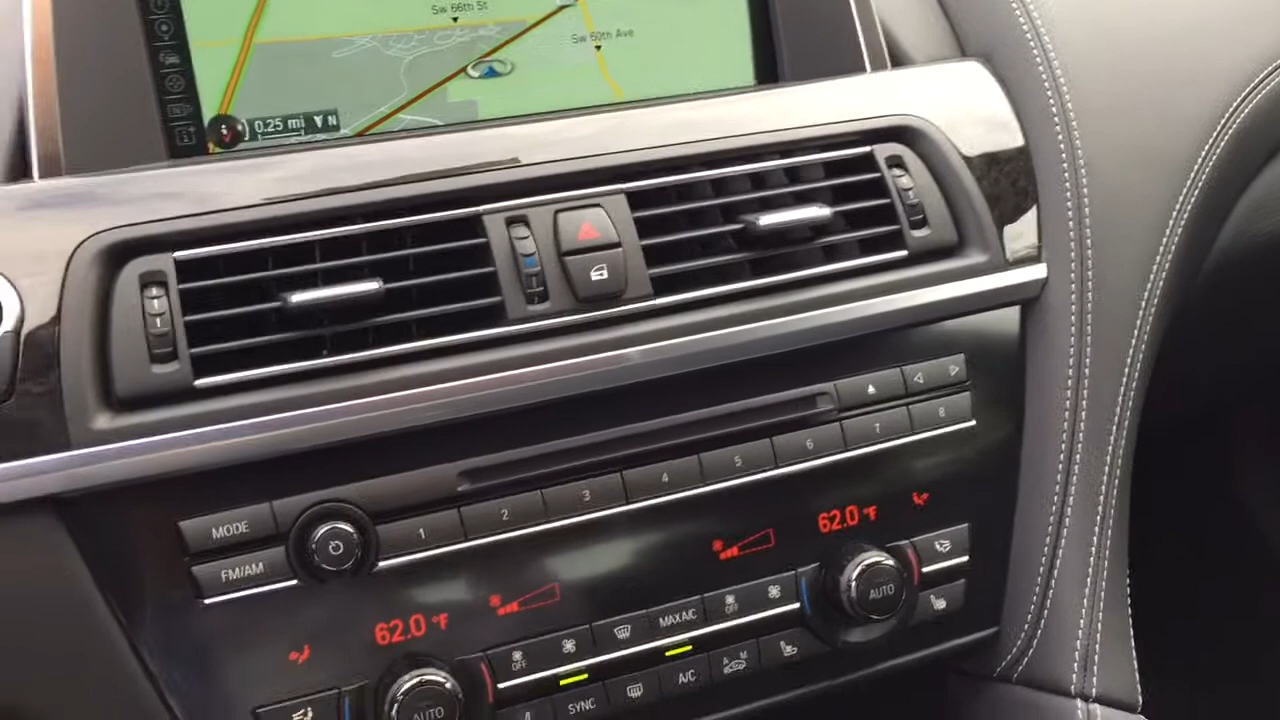 Sw 66th St
Sw 60th Ave
0.25 mi N
MODE
FM/AM
1 2 3 4 5 6 7 8
62.0 °F
62.0 °F
OFF
MAX A/C
OFF
AUTO
AUTO
SYNC
A/C
A M